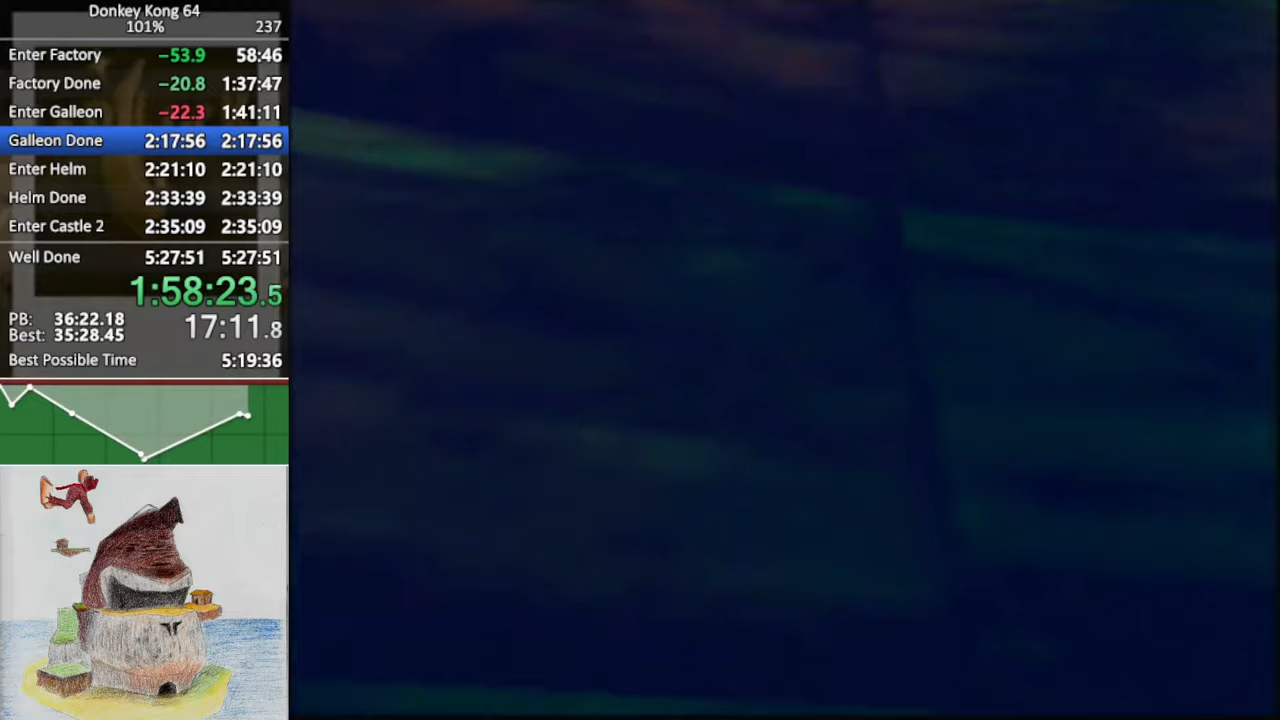 Donkey Kong 64
101% 237
Enter Factory −53.9 58:46
Factory Done −20.8 1:37:47
Enter Galleon −22.3 1:41:11
Galleon Done 2:17:56 2:17:56
Enter Helm 2:21:10 2:21:10
Helm Done 2:33:39 2:33:39
Enter Castle 2 2:35:09 2:35:09
Well Done 5:27:51 5:27:51
1:58:23.5
PB: 36:22.18 17:11.8
Best: 35:28.45
Best Possible Time 5:19:36